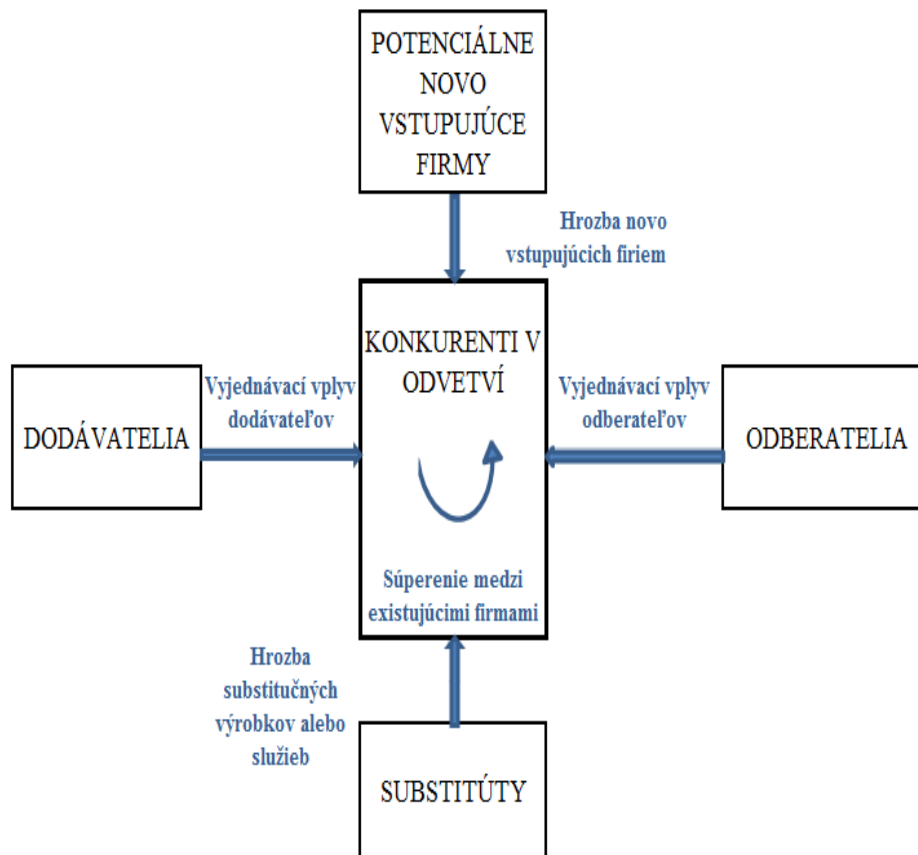 POTENCIÁLNE
NOVO
VSTUPUJÚCE
FIRMY
Hrozba novo
vstupujúcich firiem
KONKURENTI V
ODVETVÍ
Vyjednávací vplyv
dodávateľov
Vyjednávací vplyv
odberateľov
DODÁVATELIA
ODBERATELIA
Súperenie medzi
existujúcimi firmami
Hrozba
substitučných
výrobkov alebo
služieb
SUBSTITÚTY